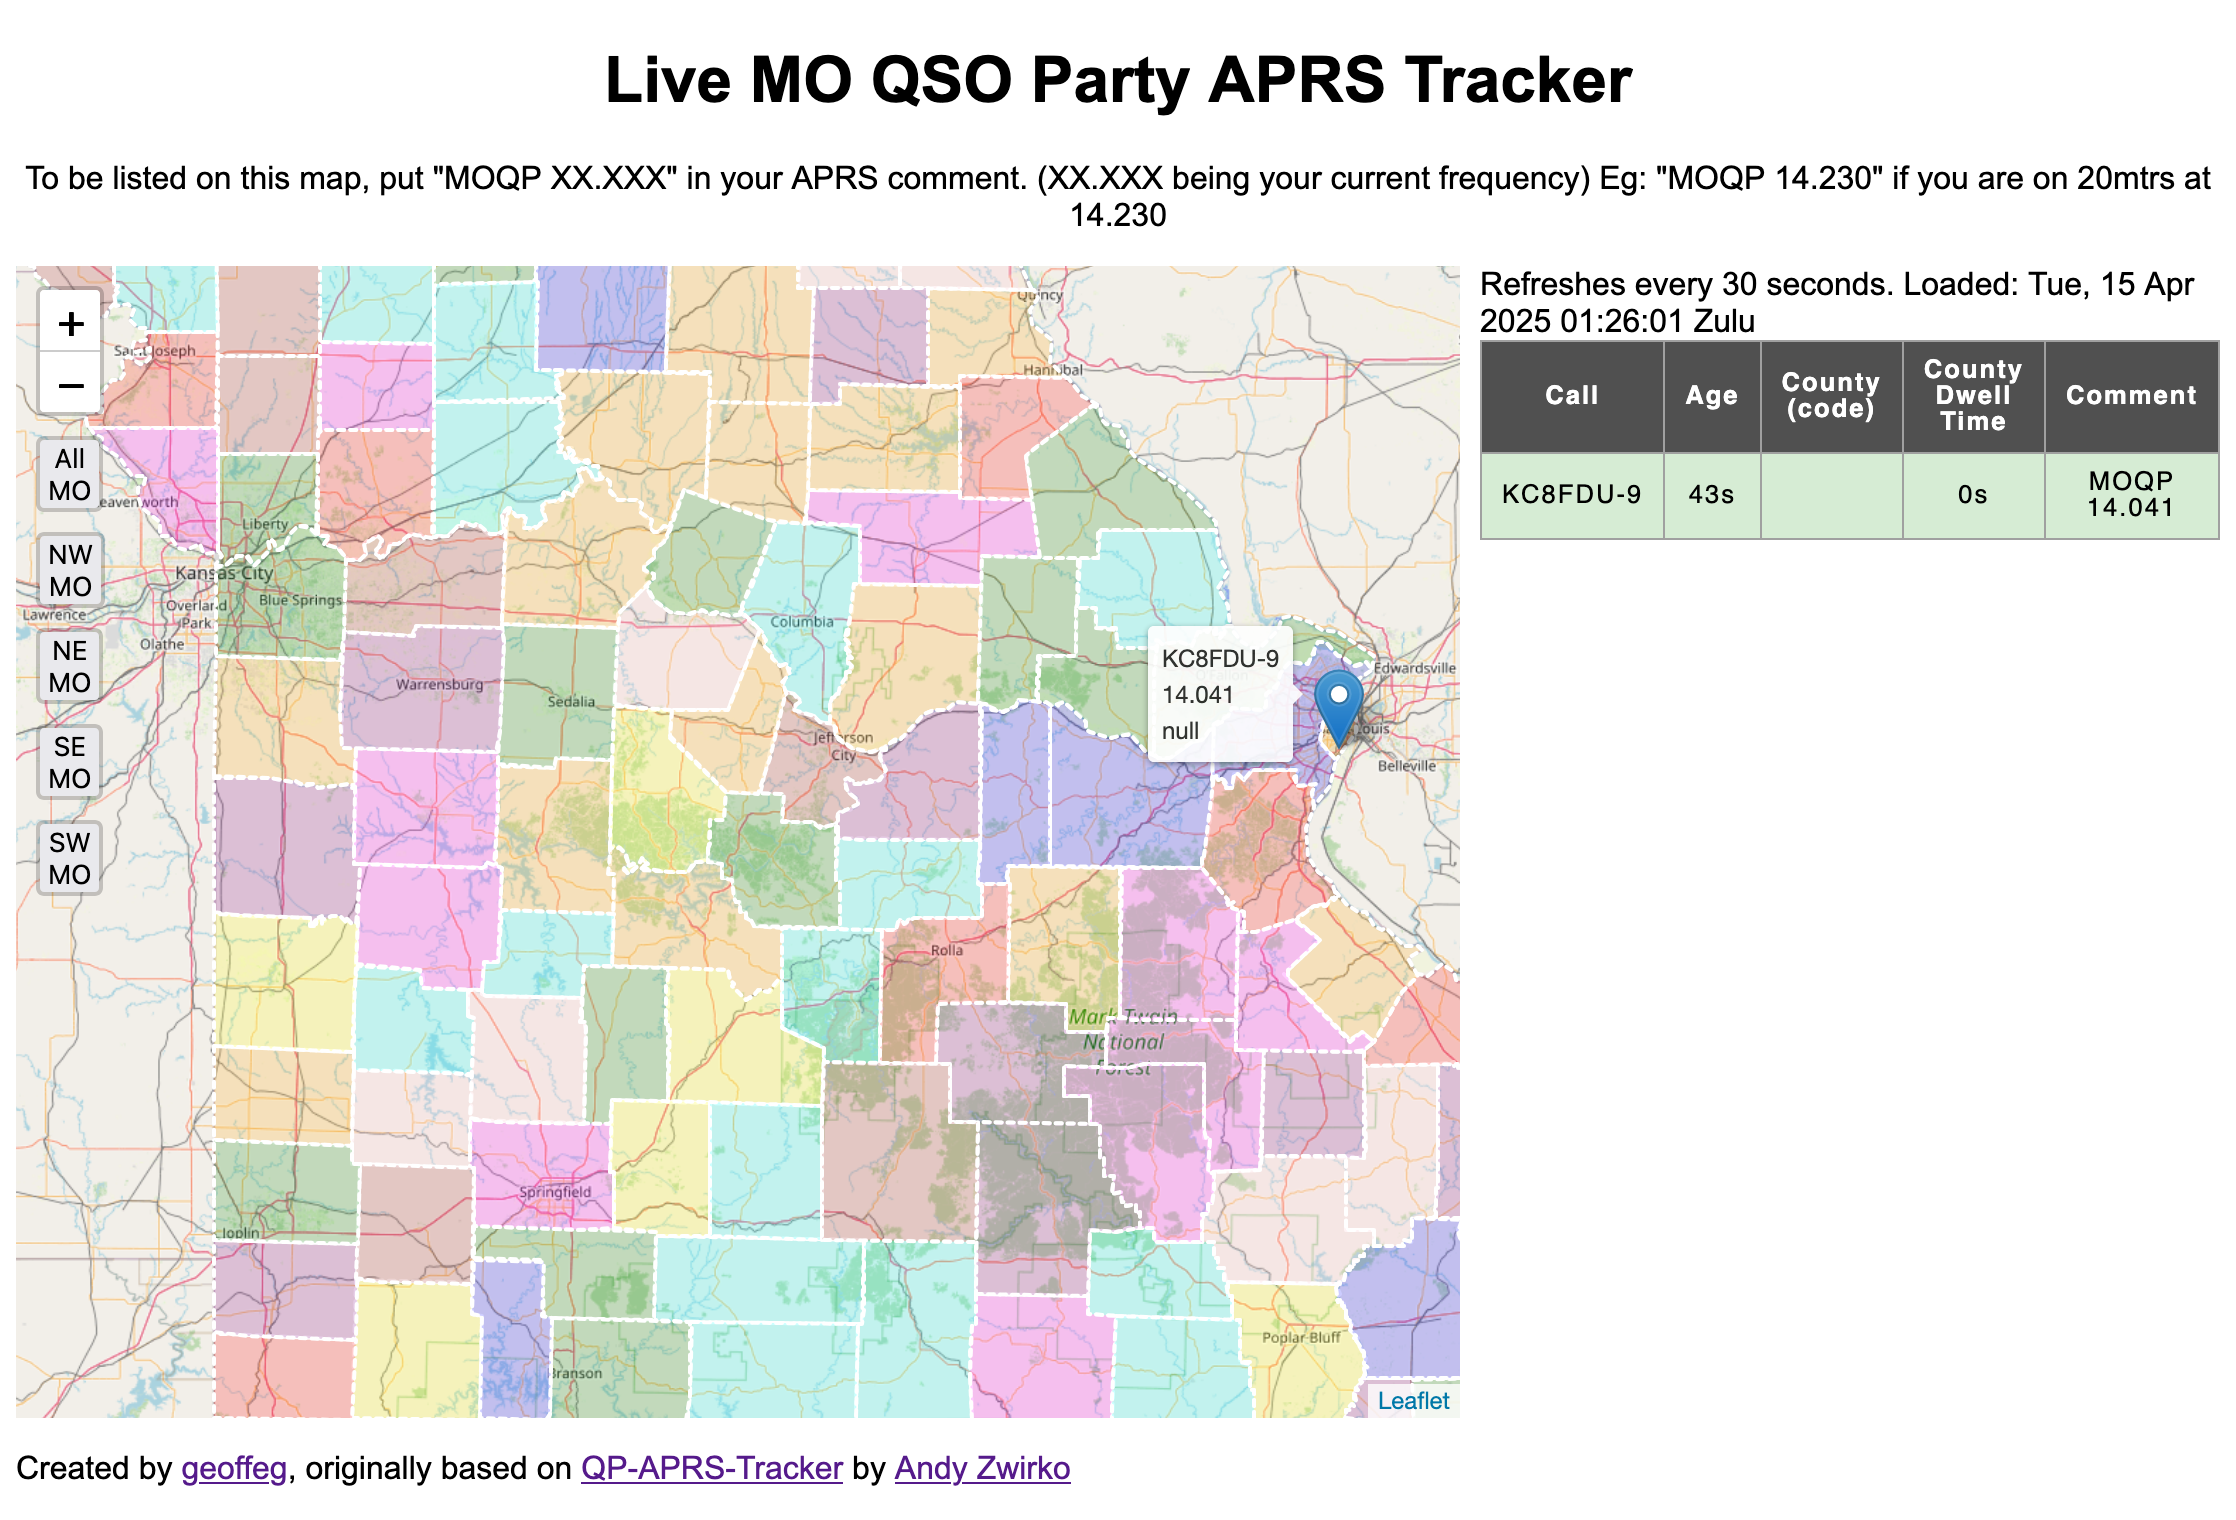 Live MO QSO Party APRS Tracker
To be listed on this map, put "MOQP XX.XXX" in your APRS comment. (XX.XXX being your current frequency) Eg: "MOQP 14.230" if you are on 20mtrs at
14.230
+
−
All
MO
NW
MO
NE
MO
SE
MO
SW
MO
Quincy
Saint Joseph
Hannibal
eavenworth
Liberty
Kansas City
Blue Springs
Overland
Park
Lawrence
Olathe
Columbia
Warrensburg
Sedalia
Jefferson
City
KC8FDU-9
14.041
null
Edwardsville
Louis
Belleville
Rolla
Mark Twain
National
Forest
Springfield
Joplin
Branson
Poplar Bluff
Leaflet
Refreshes every 30 seconds. Loaded: Tue, 15 Apr
2025 01:26:01 Zulu
Call Age County (code) County Dwell Time Comment
KC8FDU-9 43s 0s MOQP 14.041
Created by geoffeg, originally based on QP-APRS-Tracker by Andy Zwirko